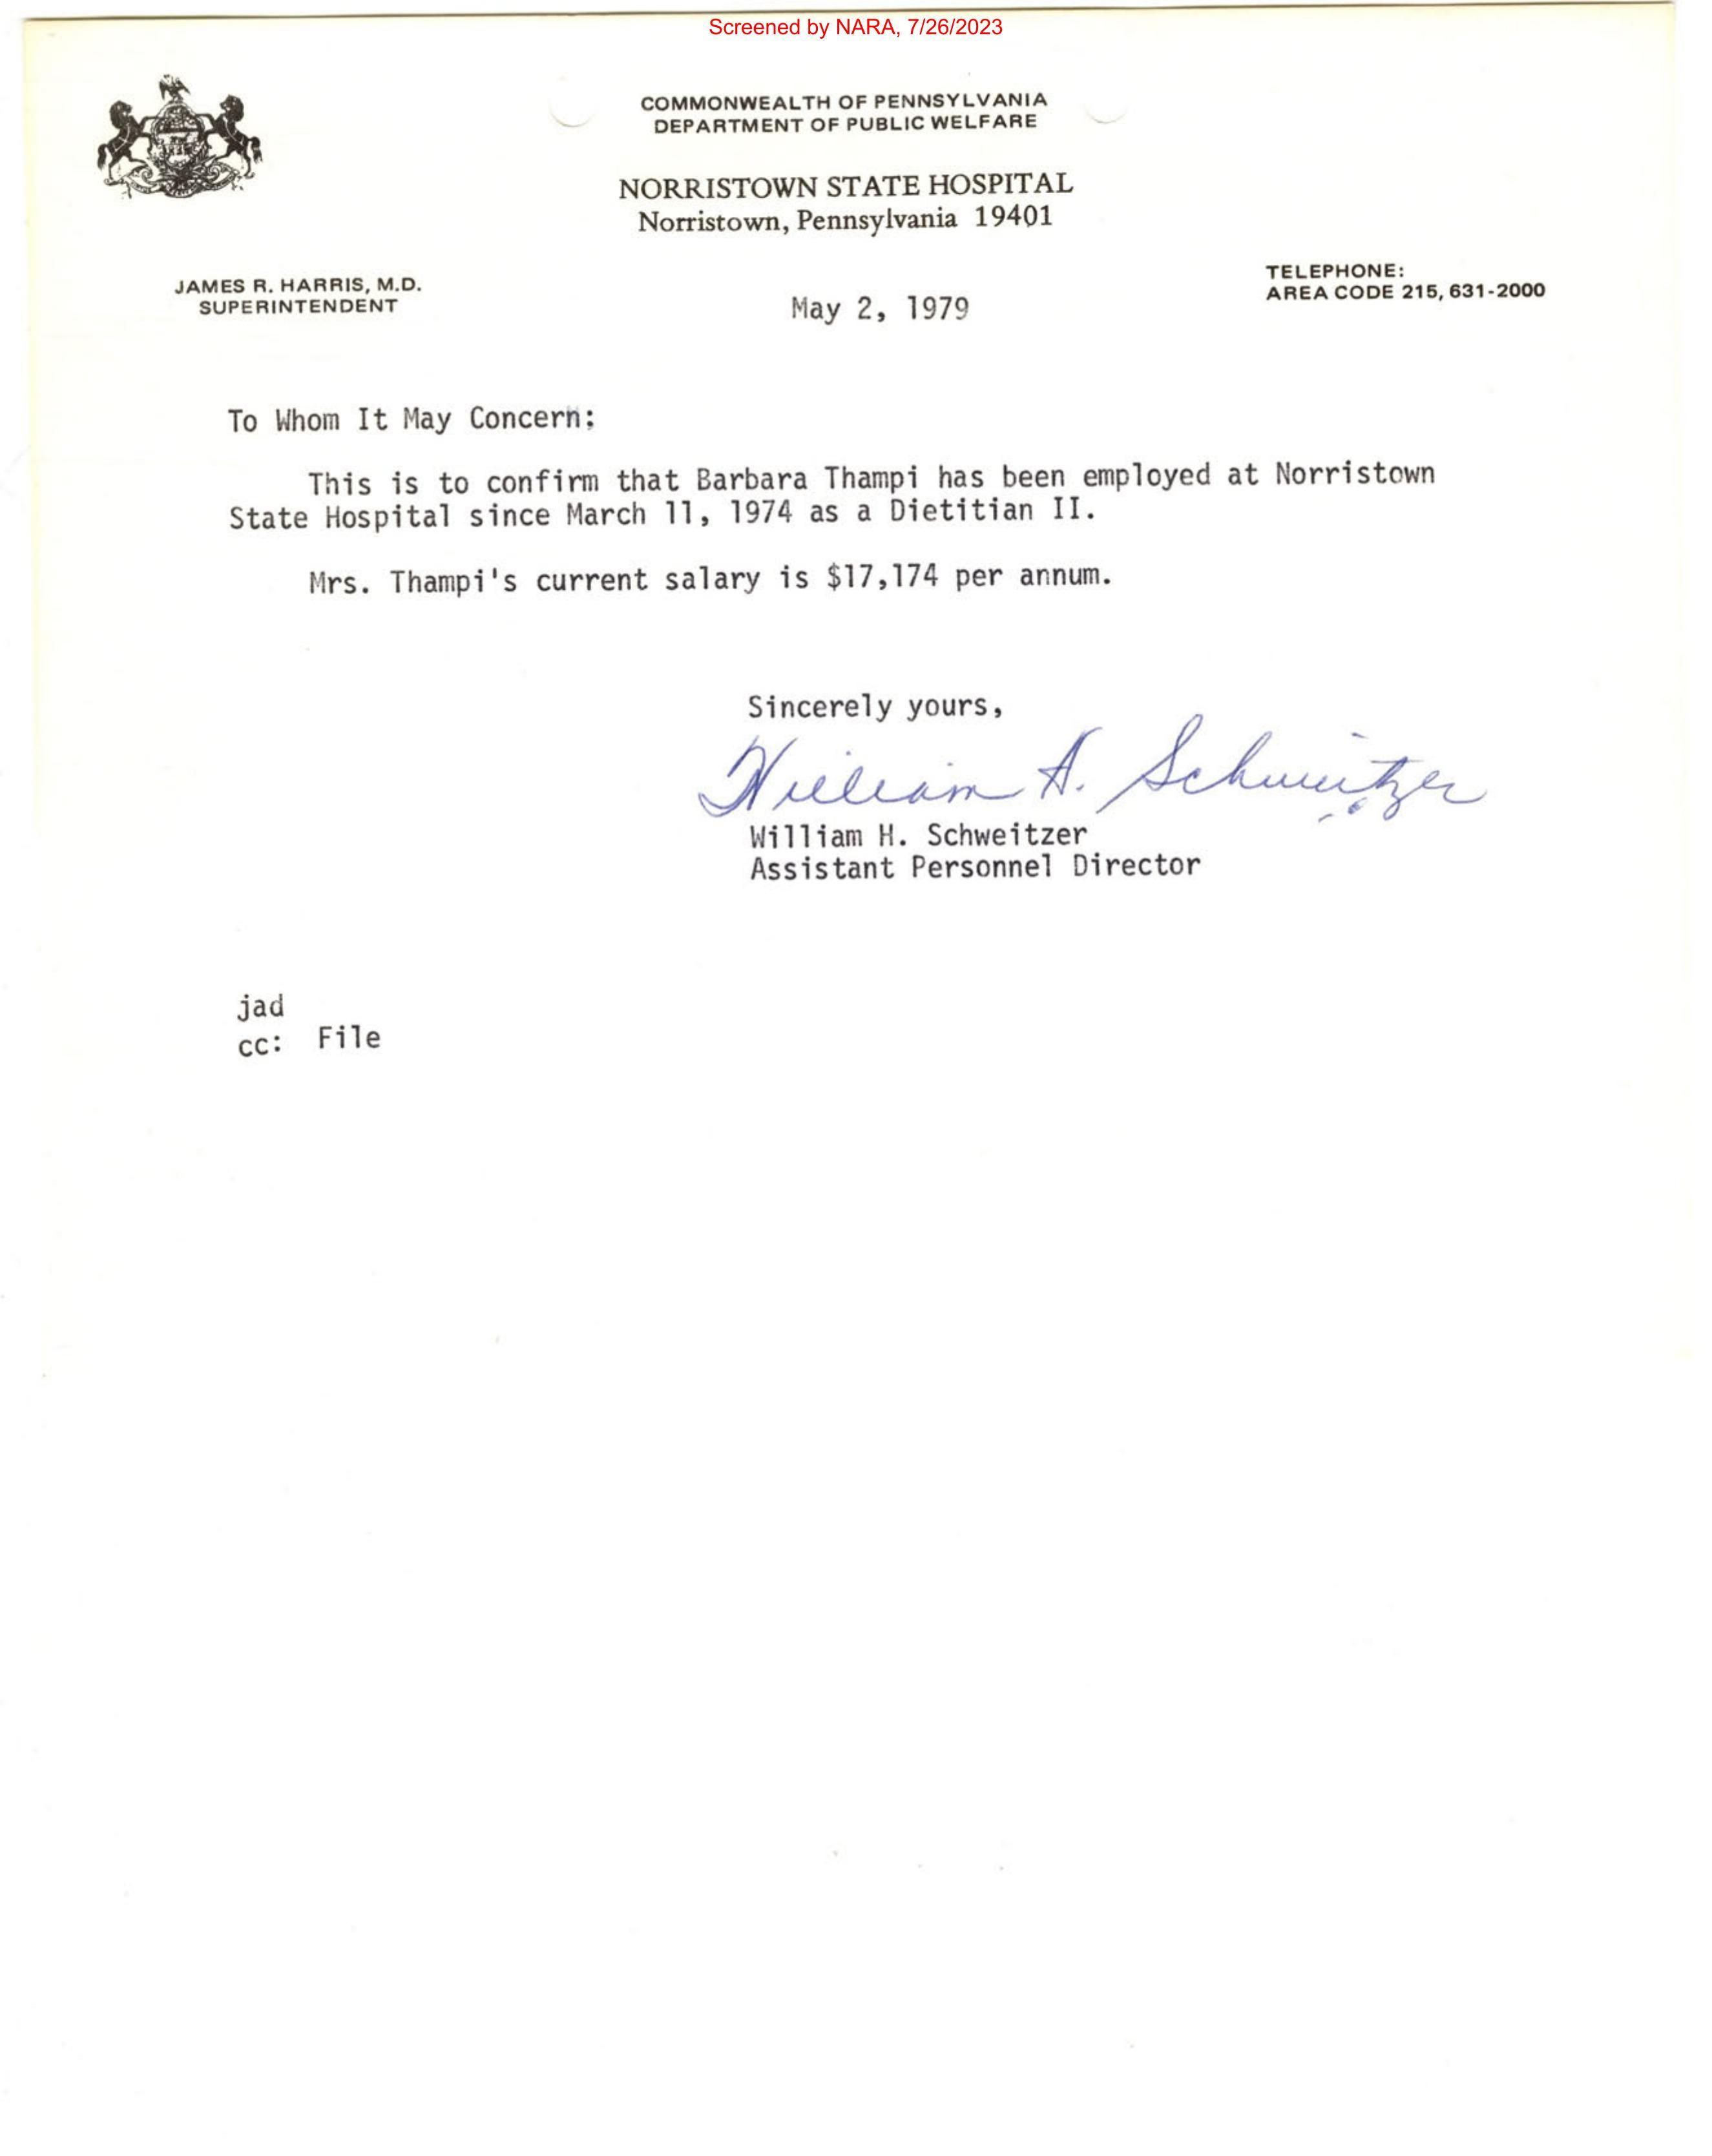 Screened by NARA, 7/26/2023
COMMONWEALTH OF PENNSYLVANIA
DEPARTMENT OF PUBLIC WELFARE
NORRISTOWN STATE HOSPITAL
Norristown, Pennsylvania 19401
JAMES R. HARRIS, M.D.
SUPERINTENDENT
TELEPHONE:
AREA CODE 215, 631-2000
May 2, 1979
To Whom It May Concern:
This is to confirm that Barbara Thampi has been employed at Norristown
State Hospital since March 11, 1974 as a Dietitian II.
Mrs. Thampi's current salary is $17,174 per annum.
Sincerely yours,
William H. Schweitzer
William H. Schweitzer
Assistant Personnel Director
jad
cc: File